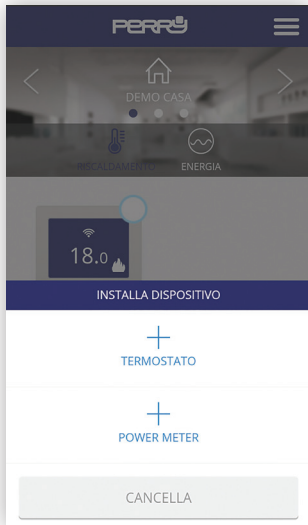 PERRY
DEMO CASA
RISCALDAMENTO
ENERGIA
18.0
INSTALLA DISPOSITIVO
TERMOSTATO
POWER METER
CANCELLA